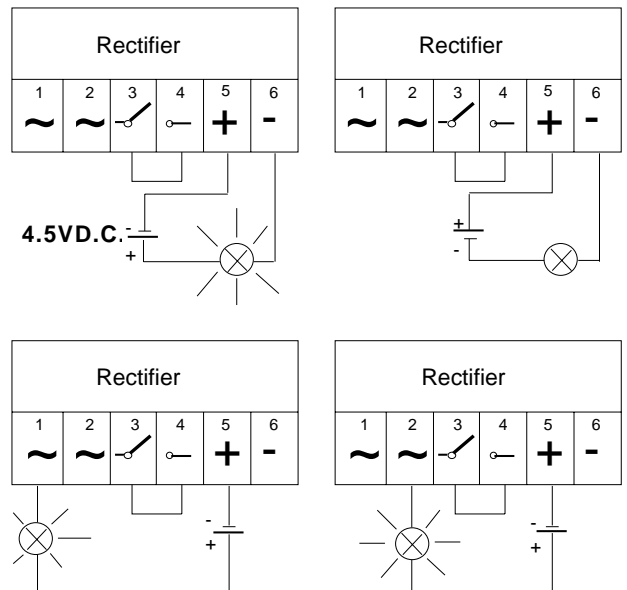 Rectifier
1 2 3 4 5 6
~ ~ + -
-
4.5VD.C.
+
Rectifier
1 2 3 4 5 6
~ ~ + -
+
-
Rectifier
1 2 3 4 5 6
~ ~ + -
-
+
Rectifier
1 2 3 4 5 6
~ ~ + -
-
+